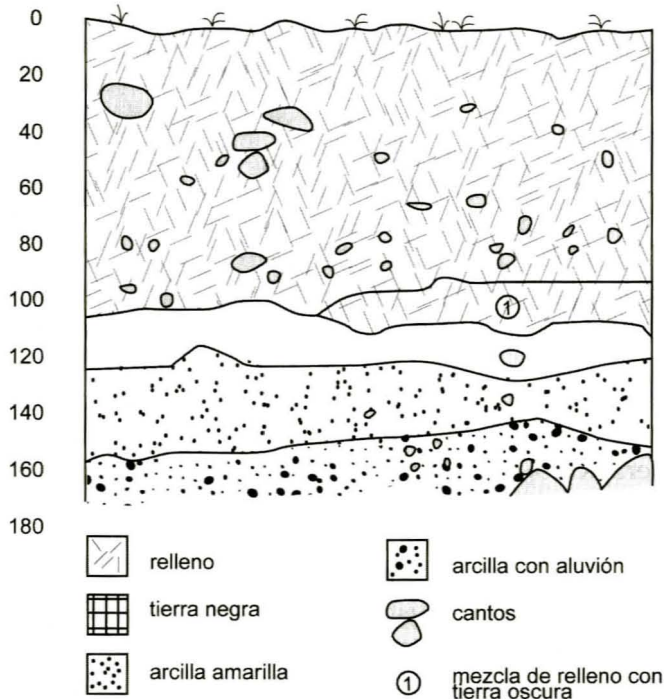 0
20
40
60
80
100
120
140
160
180
1
relleno
tierra negra
arcilla amarilla
arcilla con aluvión
cantos
1 mezcla de relleno con
tierra oscura